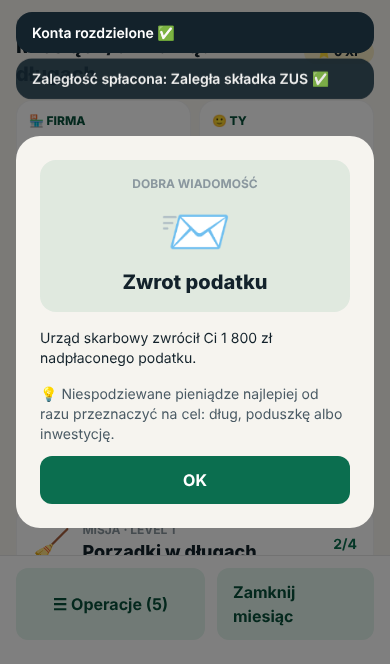 Konta rozdzielone ✅
Zaległość spłacona: Zaległa składka ZUS ✅
🏪 FIRMA
🙂 TY
DOBRA WIADOMOŚĆ
Zwrot podatku
Urząd skarbowy zwrócił Ci 1 800 zł
nadpłaconego podatku.
💡 Niespodziewane pieniądze najlepiej od
razu przeznaczyć na cel: dług, poduszkę albo
inwestycję.
OK
MISJA · LEVEL 1
Porządki w długach
2/4
☰ Operacje (5)
Zamknij
miesiąc